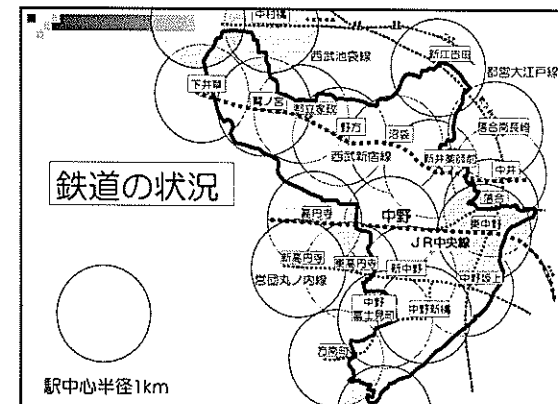 中村橋
新江古田
西武池袋線
都営大江戸線
下井草
鷺ノ宮
都立家政
落合南長崎
野方
沼袋
西武新宿線
新井薬師前
中井
鉄道の状況
落合
高円寺
中野
東中野
JR中央線
新高円寺
東高円寺
新中野
中野坂上
営団丸ノ内線
中野
富士見町
中野新橋
方南町
駅中心半径1km